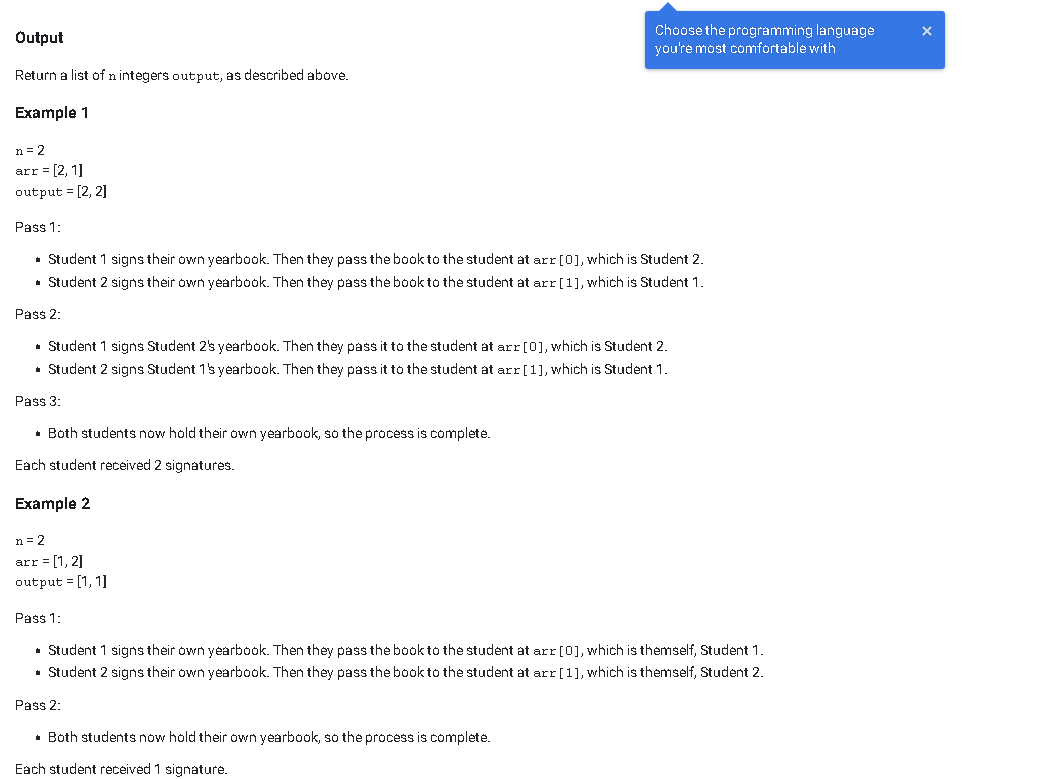 Choose the programming language
you're most comfortable with
×
Output
Return a list of n integers output, as described above.
Example 1
n = 2
arr = [2, 1]
output = [2, 2]
Pass 1:
• Student 1 signs their own yearbook. Then they pass the book to the student at arr[0], which is Student 2.
• Student 2 signs their own yearbook. Then they pass the book to the student at arr[1], which is Student 1.
Pass 2:
• Student 1 signs Student 2's yearbook. Then they pass it to the student at arr[0], which is Student 2.
• Student 2 signs Student 1's yearbook. Then they pass it to the student at arr[1], which is Student 1.
Pass 3:
• Both students now hold their own yearbook, so the process is complete.
Each student received 2 signatures.
Example 2
n = 2
arr = [1, 2]
output = [1, 1]
Pass 1:
• Student 1 signs their own yearbook. Then they pass the book to the student at arr[0], which is themself, Student 1.
• Student 2 signs their own yearbook. Then they pass the book to the student at arr[1], which is themself, Student 2.
Pass 2:
• Both students now hold their own yearbook, so the process is complete.
Each student received 1 signature.